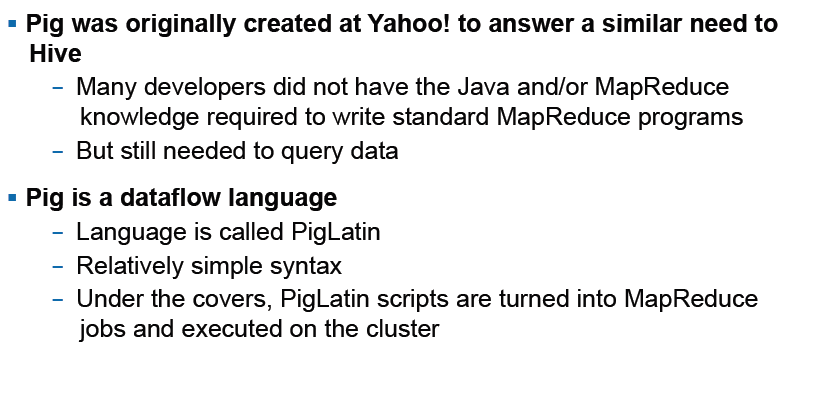 ▪ Pig was originally created at Yahoo! to answer a similar need to
Hive
– Many developers did not have the Java and/or MapReduce
knowledge required to write standard MapReduce programs
– But still needed to query data
▪ Pig is a dataflow language
– Language is called PigLatin
– Relatively simple syntax
– Under the covers, PigLatin scripts are turned into MapReduce
jobs and executed on the cluster